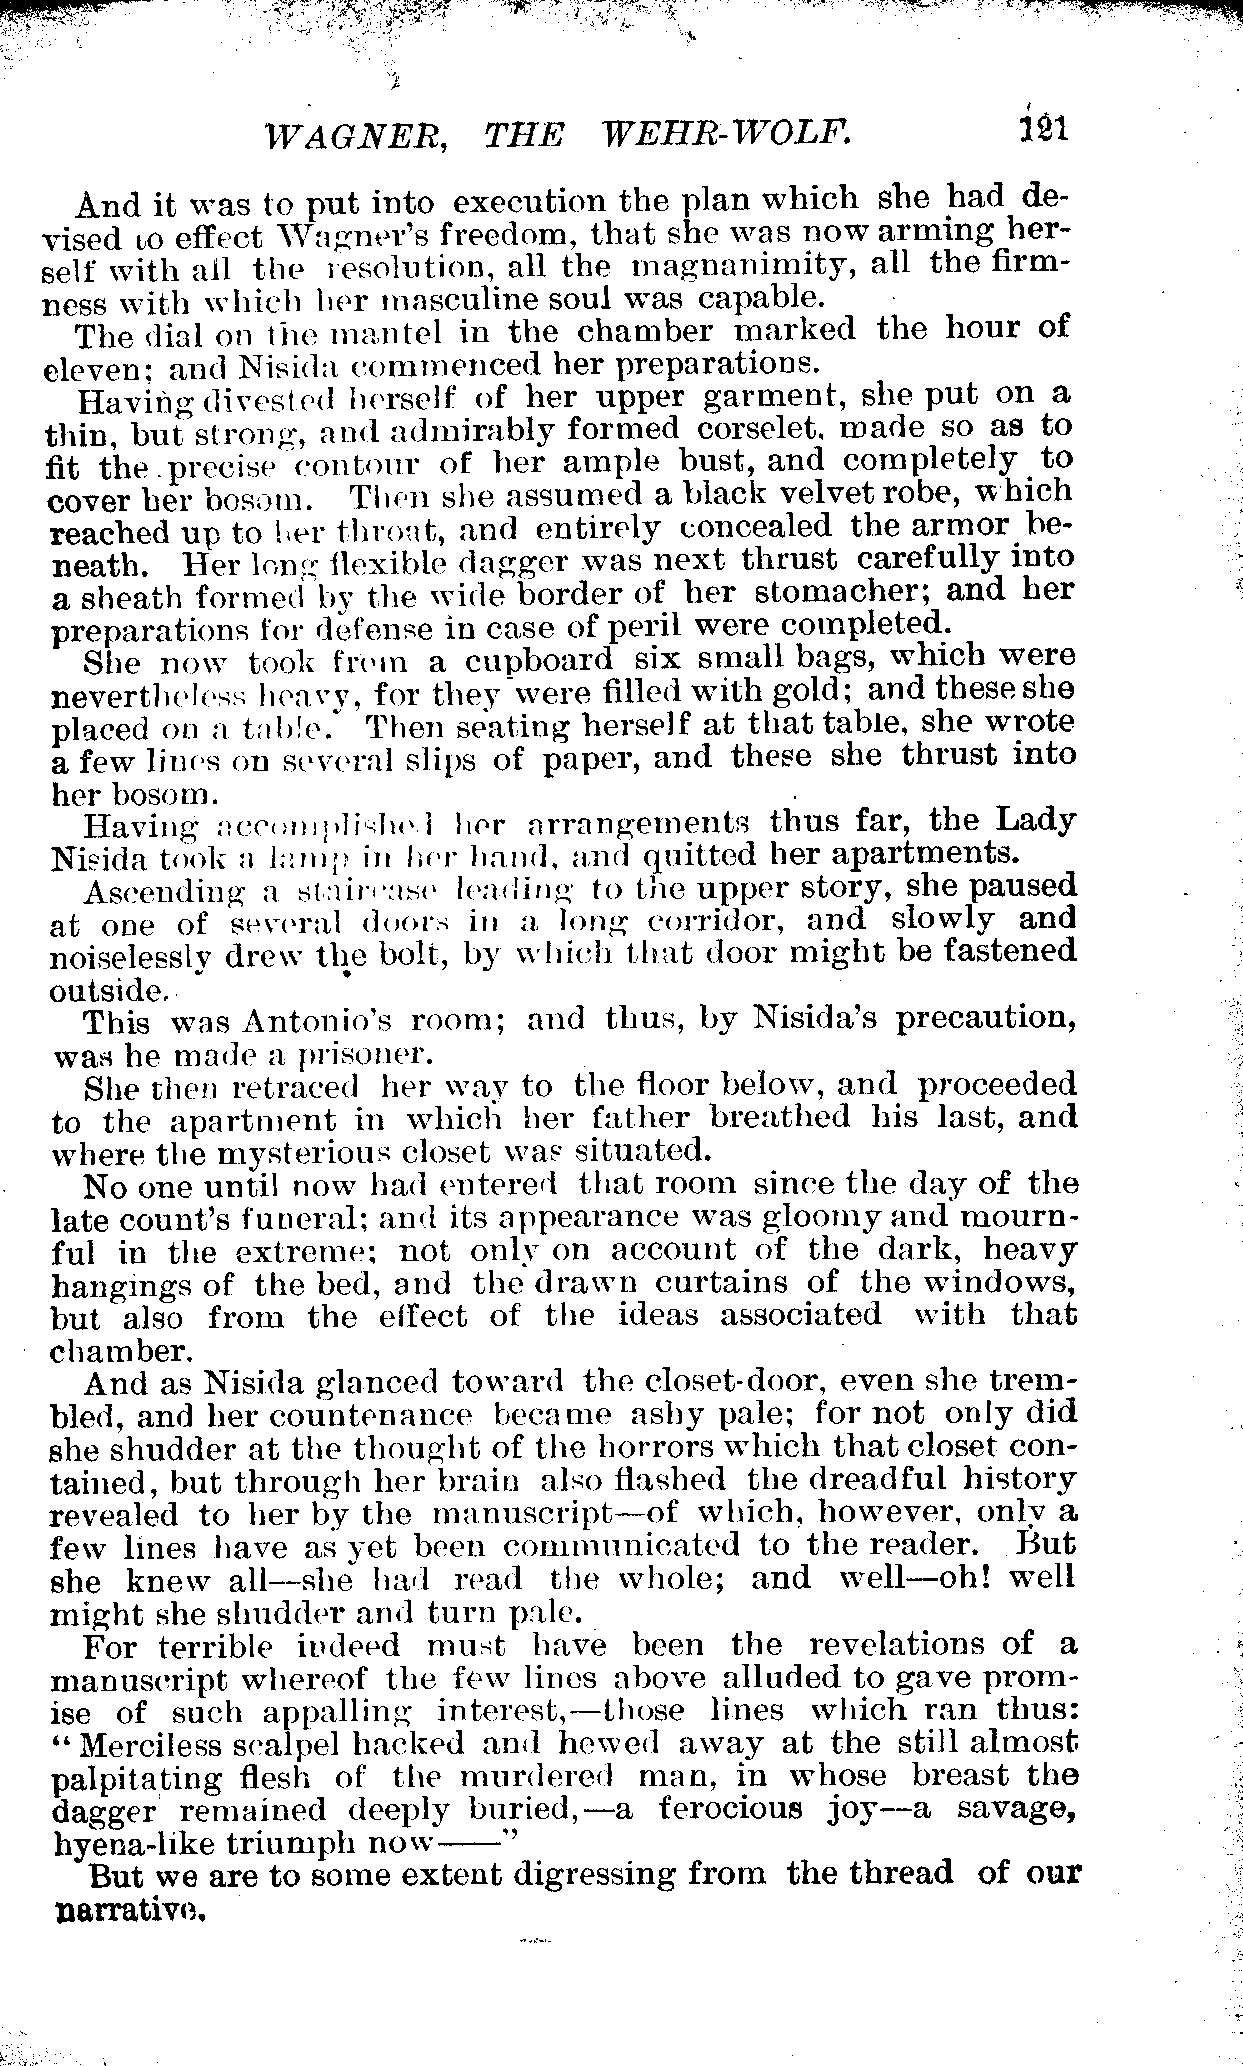 WAGNER, THE WEHR-WOLF. 121
And it was to put into execution the plan which she had de-
vised to effect Wagner's freedom, that she was now arming her-
self with all the resolution, all the magnanimity, all the firm-
ness with which her masculine soul was capable.
The dial on the mantel in the chamber marked the hour of
eleven; and Nisida commenced her preparations.
Having divested herself of her upper garment, she put on a
thin, but strong, and admirably formed corselet, made so as to
fit the precise contour of her ample bust, and completely to
cover her bosom. Then she assumed a black velvet robe, which
reached up to her throat, and entirely concealed the armor be-
neath. Her long flexible dagger was next thrust carefully into
a sheath formed by the wide border of her stomacher; and her
preparations for defense in case of peril were completed.
She now took from a cupboard six small bags, which were
nevertheless heavy, for they were filled with gold; and these she
placed on a table. Then seating herself at that table, she wrote
a few lines on several slips of paper, and these she thrust into
her bosom.
Having accomplished her arrangements thus far, the Lady
Nisida took a lamp in her hand, and quitted her apartments.
Ascending a staircase leading to the upper story, she paused
at one of several doors in a long corridor, and slowly and
noiselessly drew the bolt, by which that door might be fastened
outside.
This was Antonio's room; and thus, by Nisida's precaution,
was he made a prisoner.
She then retraced her way to the floor below, and proceeded
to the apartment in which her father breathed his last, and
where the mysterious closet was situated.
No one until now had entered that room since the day of the
late count's funeral; and its appearance was gloomy and mourn-
ful in the extreme; not only on account of the dark, heavy
hangings of the bed, and the drawn curtains of the windows,
but also from the effect of the ideas associated with that
chamber.
And as Nisida glanced toward the closet-door, even she trem-
bled, and her countenance became ashy pale; for not only did
she shudder at the thought of the horrors which that closet con-
tained, but through her brain also flashed the dreadful history
revealed to her by the manuscript—of which, however, only a
few lines have as yet been communicated to the reader. But
she knew all—she had read the whole; and well—oh! well
might she shudder and turn pale.
For terrible indeed must have been the revelations of a
manuscript whereof the few lines above alluded to gave prom-
ise of such appalling interest,—those lines which ran thus:
"Merciless scalpel hacked and hewed away at the still almost
palpitating flesh of the murdered man, in whose breast the
dagger remained deeply buried,—a ferocious joy—a savage,
hyena-like triumph now——"
But we are to some extent digressing from the thread of our
narrative.